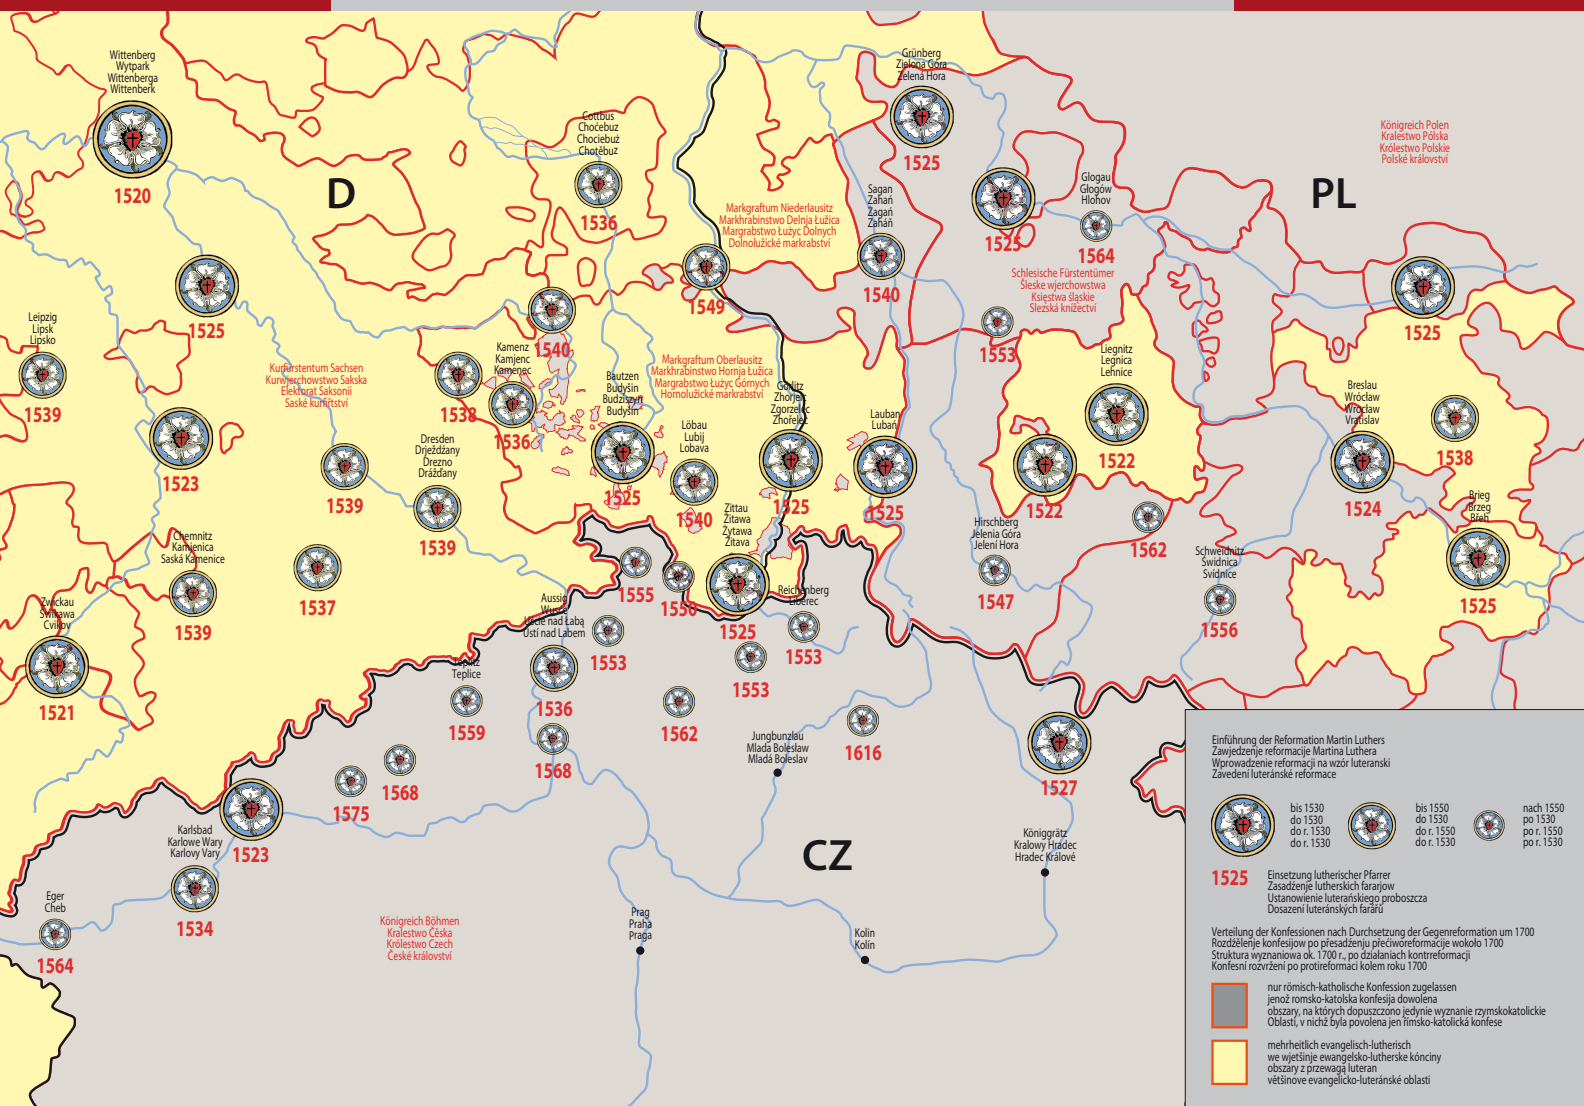 Wittenberg
Wytpark
Wittenberga
Wittenberk
1520
D
Cottbus
Choćebuz
Chociebuż
Chotěbuz
1536
Grünberg
Zielona Góra
Zelená Hora
1525
Königreich Polen
Kralestwo Pólska
Królestwo Polskie
Polské království
PL
Markgraftum Niederlausitz
Markhrabinstwo Delnja Łužica
Margrabstwo Łużyc Dolnych
Dolnolužické markrabství
Sagan
Zahań
Żagań
Zaháň
1540
1525
Glogau
Głogów
Hlohov
1564
Schlesische Fürstentümer
Šleske wjerchowstwa
Księstwa śląskie
Slezská knížectví
1553
1525
1525
1549
Leipzig
Lipsk
Lipsko
1539
Kurfürstentum Sachsen
Kurwjerchowstwo Sakska
Elektorat Saksonii
Saské kurfiřtství
1540
1538
Kamenz
Kamjenc
Kamenec
1536
Markgraftum Oberlausitz
Markhrabinstwo Hornja Łužica
Margrabstwo Łużyc Górnych
Hornolužické markrabství
Bautzen
Budyšin
Budziszyn
Budyšín
1525
Löbau
Lubij
Lobava
1540
Görlitz
Zhorjelc
Zgorzelec
Zhořelec
1525
Lauban
Lubań
1525
Liegnitz
Legnica
Lehnice
1522
1522
Breslau
Wrócław
Wrocław
Vratislav
1524
1538
1523
1539
Dresden
Drježdźany
Drezno
Drážďany
1539
Chemnitz
Kamjenica
Saská Kamenice
1539
1537
Zittau
Žitawa
Żytawa
Žitava
1525
Hirschberg
Jelenia Góra
Jelení Hora
1547
1562
Schweidnitz
Świdnica
Svídnice
1556
Brieg
Brzeg
Břeh
1525
Zwickau
Šwikawa
Cvikov
1521
1555
1550
Aussig
Uście nad Łabą
Ústí nad Labem
1536
1553
Reichenberg
Liberec
1553
1553
Teplitz
Teplice
1559
1562
1568
1568
1575
1616
1527
Jungbunzlau
Mlada Bolesław
Mladá Boleslav
1523
Karlsbad
Karlowe Wary
Karlovy Vary
1534
CZ
Königgrätz
Kralowy Hradec
Hradec Králové
Eger
Cheb
1564
Königreich Böhmen
Kralestwo Čěska
Królestwo Czech
České království
Prag
Praha
Praga
Kolin
Kolín
Einführung der Reformation Martin Luthers
Zawjedźenje reformacije Martina Luthera
Wprowadzenie reformacji na wzór luteranski
Zavedení luteránské reformace
bis 1530
do 1530
do r. 1530
do r. 1530
bis 1550
do 1530
do r. 1550
do r. 1530
nach 1550
po 1530
po r. 1550
po r. 1530
1525
Einsetzung lutherischer Pfarrer
Zasadźenje lutherskich fararjow
Ustanowienie luterańskiego proboszcza
Dosazení luteránských farářů
Verteilung der Konfessionen nach Durchsetzung der Gegenreformation um 1700
Rozdźělenje konfesijow po přesadźenju přećiworeformacije wokoło 1700
Struktura wyznaniowa ok. 1700 r., po działaniach kontrreformacji
Konfesní rozvržení po protireformaci kolem roku 1700
nur römisch-katholische Konfession zugelassen
jenož romsko-katolska konfesija dowolena
obszary, na których dopuszczono jedynie wyznanie rzymskokatolickie
Oblasti, v nichž byla povolena jen římsko-katolická konfese
mehrheitlich evangelisch-lutherisch
we wjetšinje ewangelsko-lutherske kónciny
obszary z przewagą luteran
většinove evangelicko-luteránské oblasti